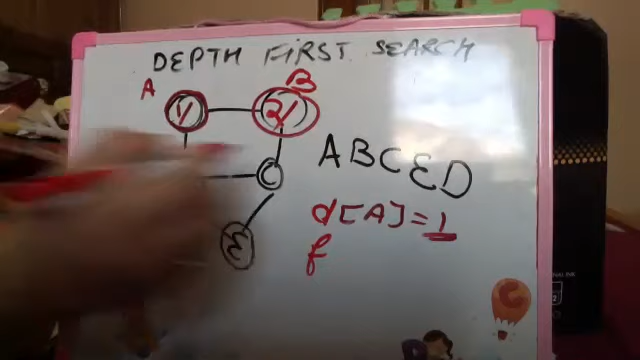 DEPTH FIRST SEARCH
A B
1/ 2/
C
ABCED
d[A]=1
E
f